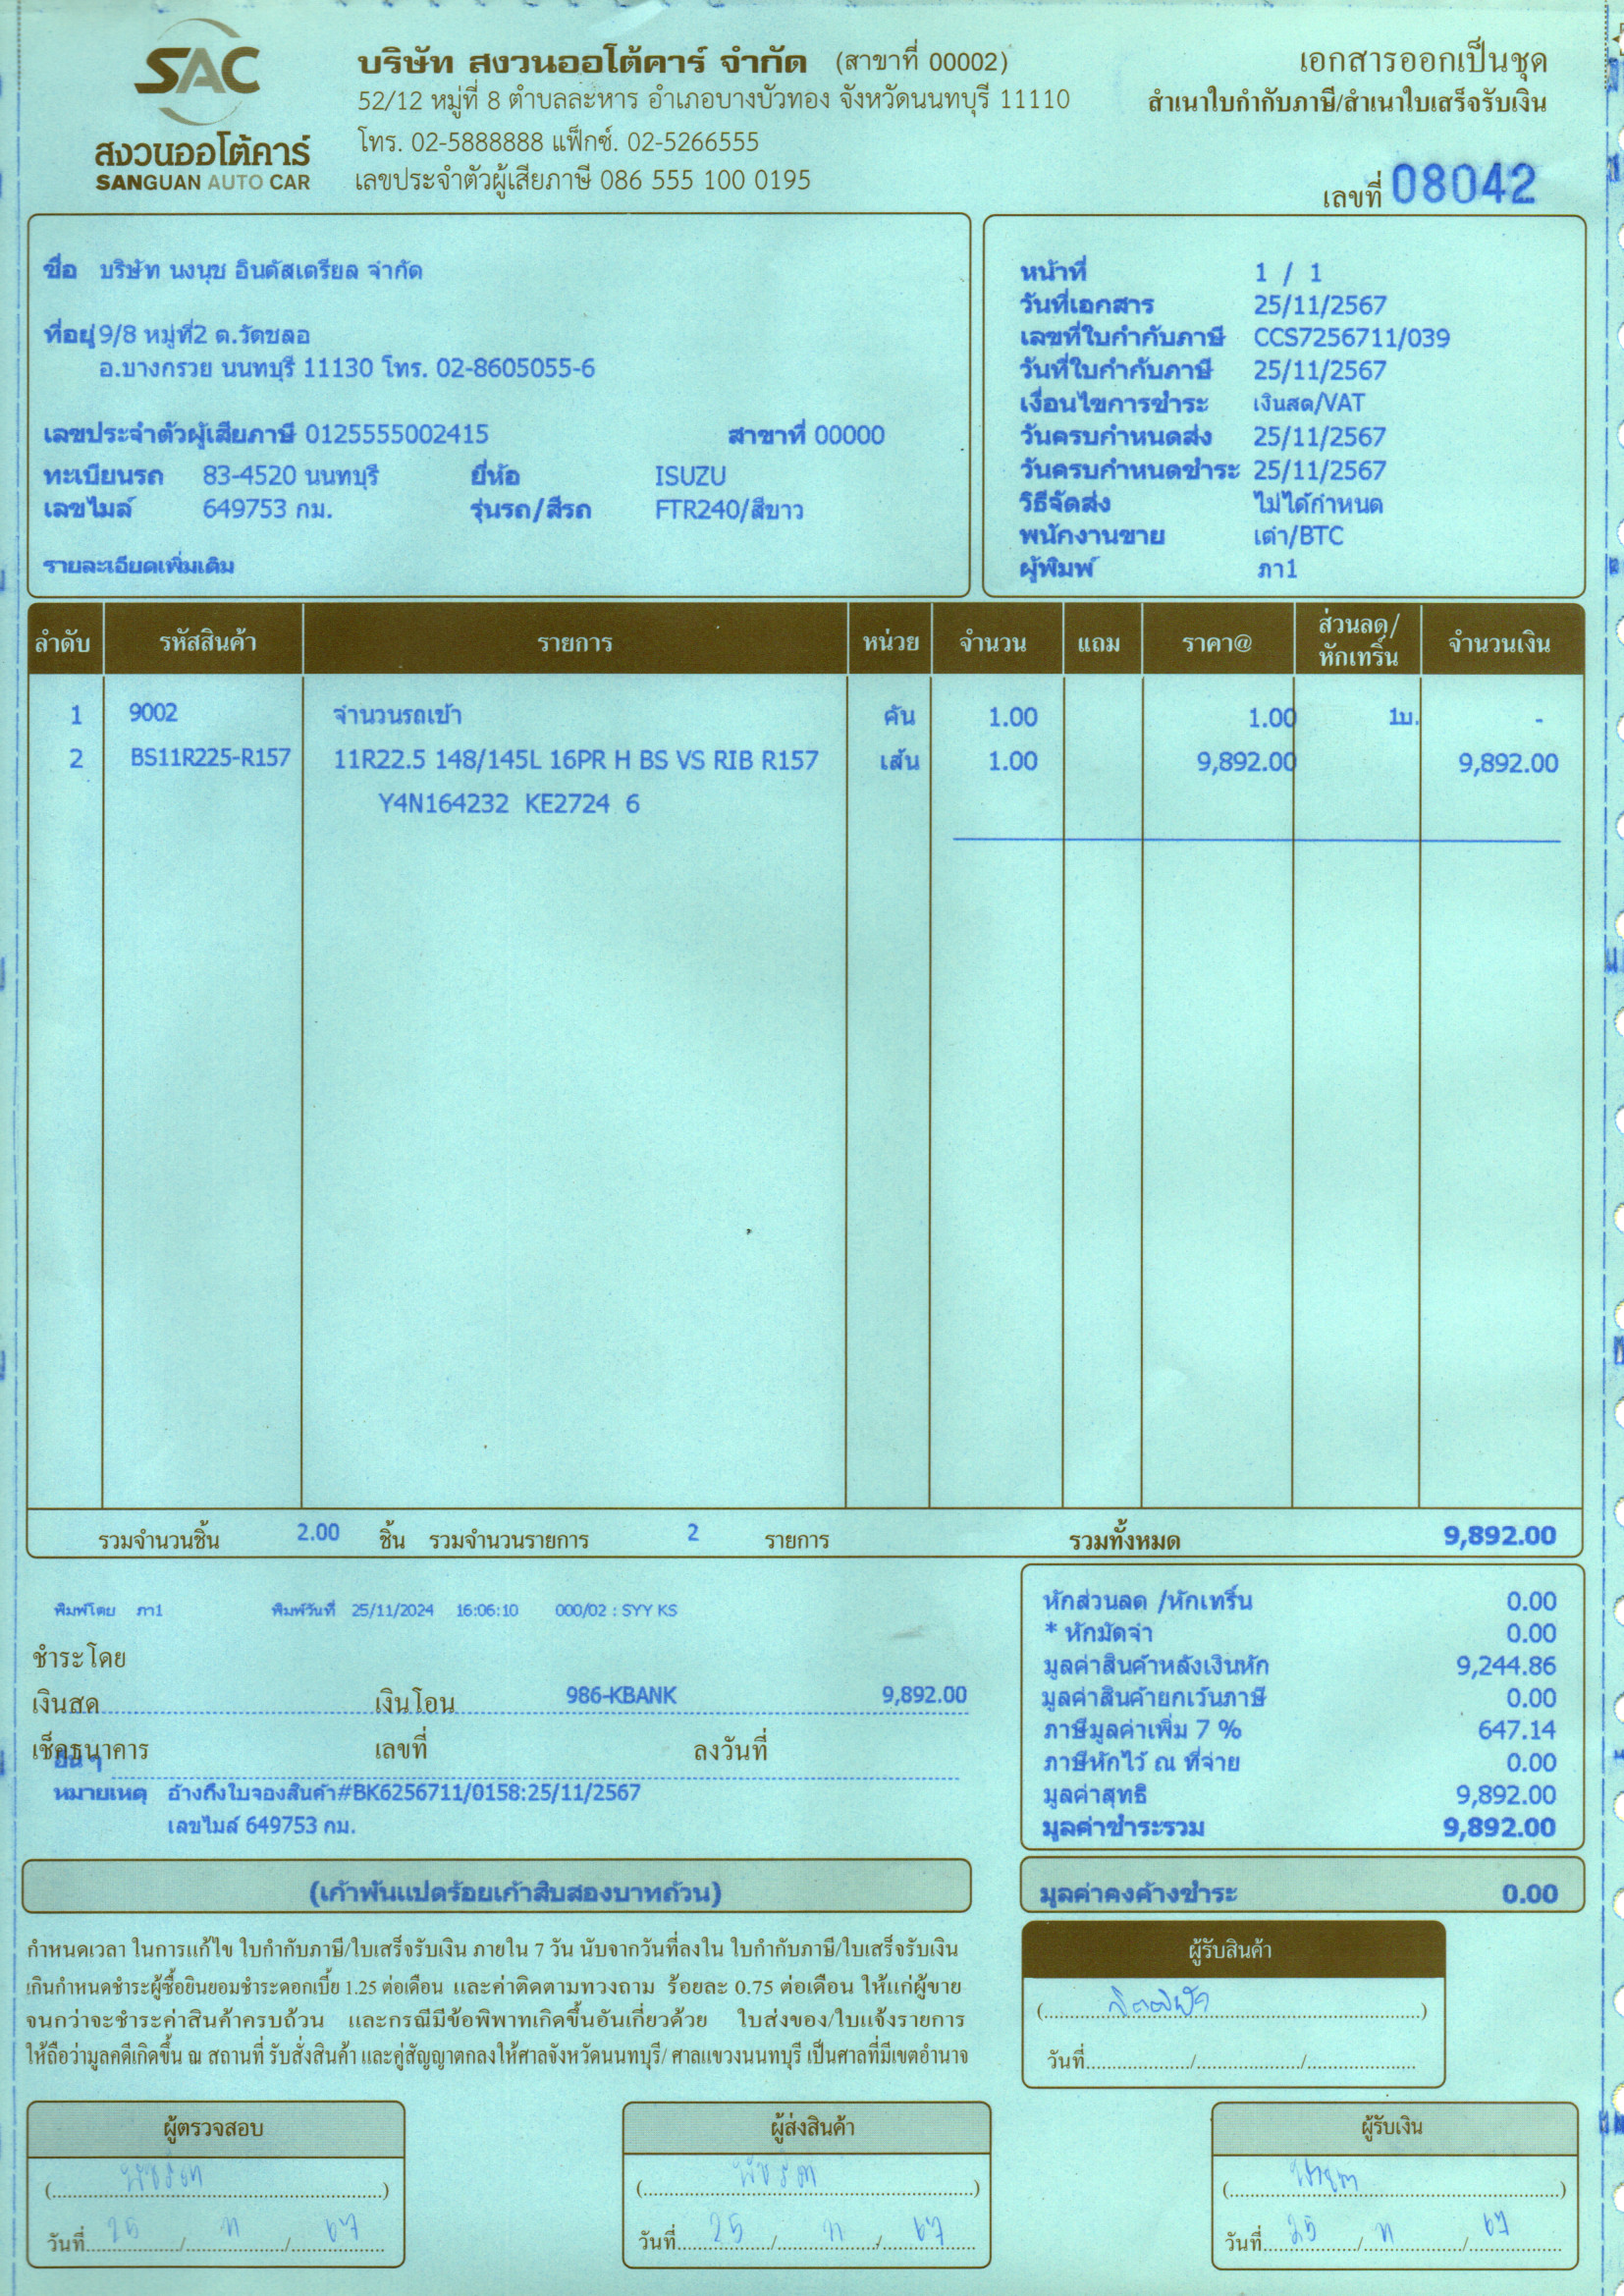 SAC
สงวนออโต้คาร์
SANGUAN AUTO CAR
บริษัท สงวนออโต้คาร์ จำกัด (สาขาที่ 00002)
52/12 หมู่ที่ 8 ตำบลละหาร อำเภอบางบัวทอง จังหวัดนนทบุรี 11110
โทร. 02-5888888 แฟ็กซ์. 02-5266555
เลขประจำตัวผู้เสียภาษี 086 555 100 0195
เอกสารออกเป็นชุด
สำเนาใบกำกับภาษี/สำเนาใบเสร็จรับเงิน
เลขที่ 08042
ชื่อ บริษัท นงนุช อินดัสเตรียล จำกัด
ที่อยู่ 9/8 หมู่ที่2 ต.วัดชลอ
อ.บางกรวย นนทบุรี 11130 โทร. 02-8605055-6
เลขประจำตัวผู้เสียภาษี 0125555002415 สาขาที่ 00000
ทะเบียนรถ 83-4520 นนทบุรี ยี่ห้อ ISUZU
เลขไมล์ 649753 กม. รุ่นรถ/สีรถ FTR240/สีขาว
รายละเอียดเพิ่มเติม
หน้าที่ 1 / 1
วันที่เอกสาร 25/11/2567
เลขที่ใบกำกับภาษี CCS7256711/039
วันที่ใบกำกับภาษี 25/11/2567
เงื่อนไขการชำระ เงินสด/VAT
วันครบกำหนดส่ง 25/11/2567
วันครบกำหนดชำระ 25/11/2567
วิธีจัดส่ง ไม่ได้กำหนด
พนักงานขาย เต่า/BTC
ผู้พิมพ์ ภา1
ลำดับ รหัสสินค้า รายการ หน่วย จำนวน แถม ราคา@ ส่วนลด/หักเทริ์น จำนวนเงิน
1 9002 จำนวนรถเข้า คัน 1.00 1.00 1บ. -
2 BS11R225-R157 11R22.5 148/145L 16PR H BS VS RIB R157 เส้น 1.00 9,892.00 9,892.00
Y4N164232 KE2724 6
รวมจำนวนชิ้น 2.00 ชิ้น รวมจำนวนรายการ 2 รายการ รวมทั้งหมด 9,892.00
พิมพ์โดย ภา1 พิมพ์วันที่ 25/11/2024 16:06:10 000/02 : SYY KS
ชำระโดย
เงินสด เงินโอน 986-KBANK 9,892.00
เช็คธนาคาร เลขที่ ลงวันที่
อื่น ๆ
หมายเหตุ อ้างถึงใบจองสินค้า#BK6256711/0158:25/11/2567
เลขไมล์ 649753 กม.
หักส่วนลด /หักเทริ์น 0.00
* หักมัดจำ 0.00
มูลค่าสินค้าหลังเงินหัก 9,244.86
มูลค่าสินค้ายกเว้นภาษี 0.00
ภาษีมูลค่าเพิ่ม 7 % 647.14
ภาษีหักไว้ ณ ที่จ่าย 0.00
มูลค่าสุทธิ 9,892.00
มูลค่าชำระรวม 9,892.00
(เก้าพันแปดร้อยเก้าสิบสองบาทถ้วน)
มูลค่าคงค้างชำระ 0.00
กำหนดเวลา ในการแก้ไข ใบกำกับภาษี/ใบเสร็จรับเงิน ภายใน 7 วัน นับจากวันที่ลงใน ใบกำกับภาษี/ใบเสร็จรับเงิน
เกินกำหนดชำระผู้ซื้อยินยอมชำระดอกเบี้ย 1.25 ต่อเดือน และค่าติดตามทวงถาม ร้อยละ 0.75 ต่อเดือน ให้แก่ผู้ขาย
จนกว่าจะชำระค่าสินค้าครบถ้วน และกรณีมีข้อพิพาทเกิดขึ้นอันเกี่ยวด้วย ใบส่งของ/ใบแจ้งรายการ
ให้ถือว่ามูลคดีเกิดขึ้น ณ สถานที่ รับสั่งสินค้า และคู่สัญญาตกลงให้ศาลจังหวัดนนทบุรี/ ศาลแขวงนนทบุรี เป็นศาลที่มีเขตอำนาจ
ผู้รับสินค้า
วันที่ / /
ผู้ตรวจสอบ ผู้ส่งสินค้า ผู้รับเงิน
วันที่ 25 / 11 / 67 วันที่ 25 / 11 / 67 วันที่ 25 / 11 / 67